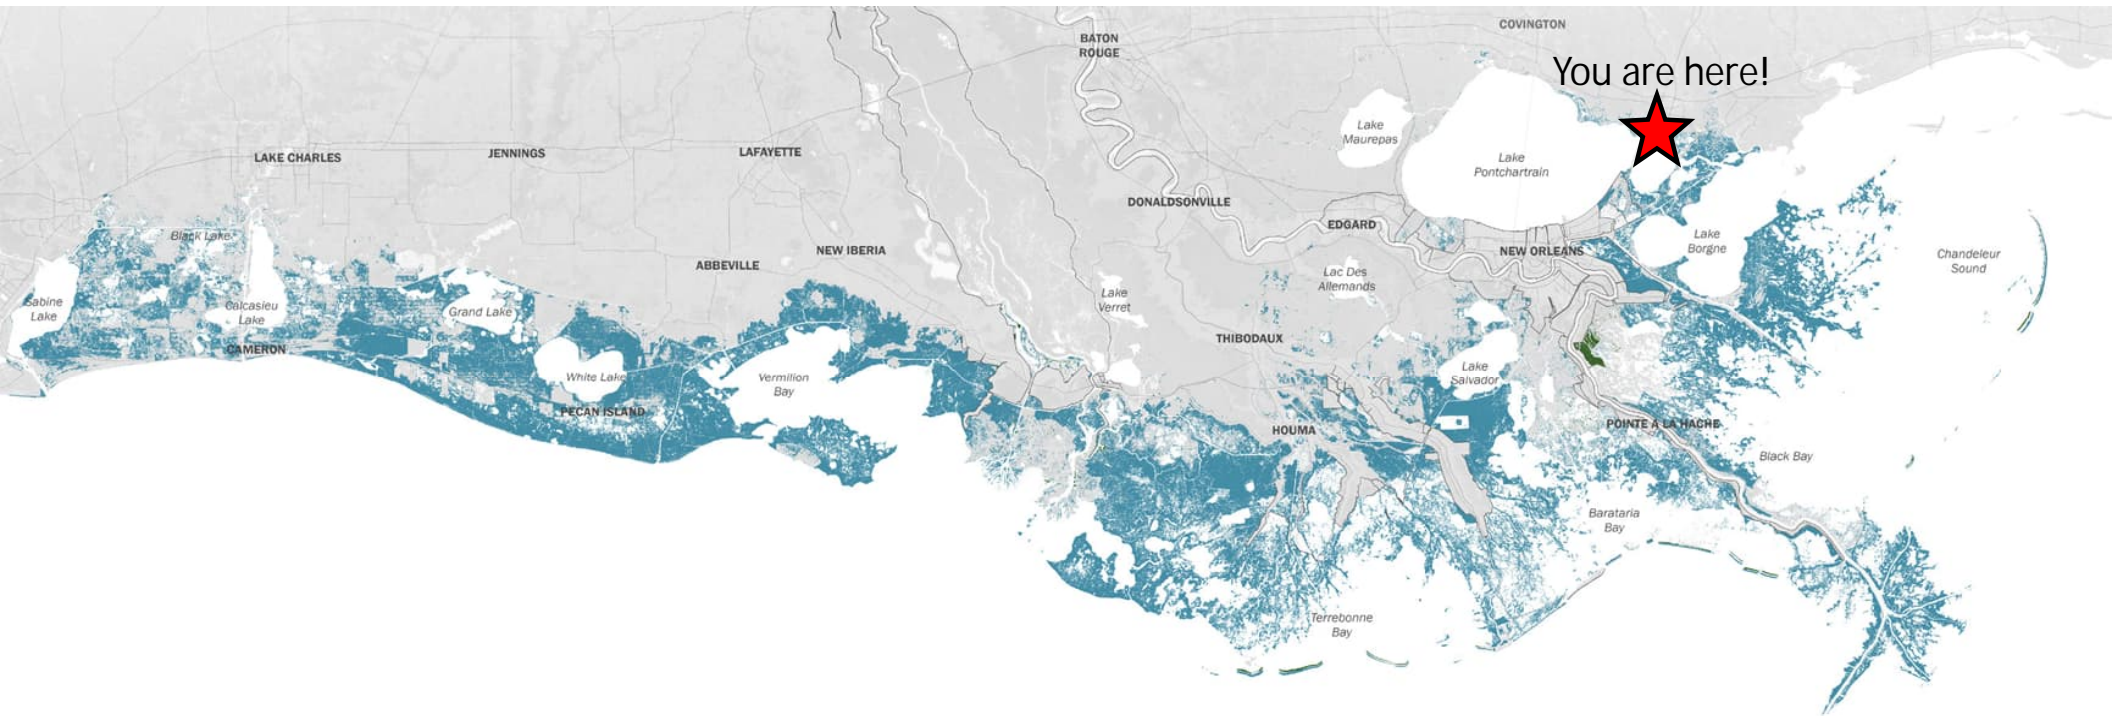 COVINGTON
BATON
ROUGE
You are here!
Lake
Maurepas
LAKE CHARLES
JENNINGS
LAFAYETTE
Lake
Pontchartrain
DONALDSONVILLE
EDGARD
Black Lake
NEW IBERIA
ABBEVILLE
NEW ORLEANS
Lake
Borgne
Chandeleur
Sound
Lac Des
Allemands
Sabine
Lake
Calcasieu
Lake
Grand Lake
Lake
Verret
THIBODAUX
CAMERON
White Lake
Vermilion
Bay
Lake
Salvador
PECAN ISLAND
HOUMA
POINTE A LA HACHE
Black Bay
Barataria
Bay
Terrebonne
Bay